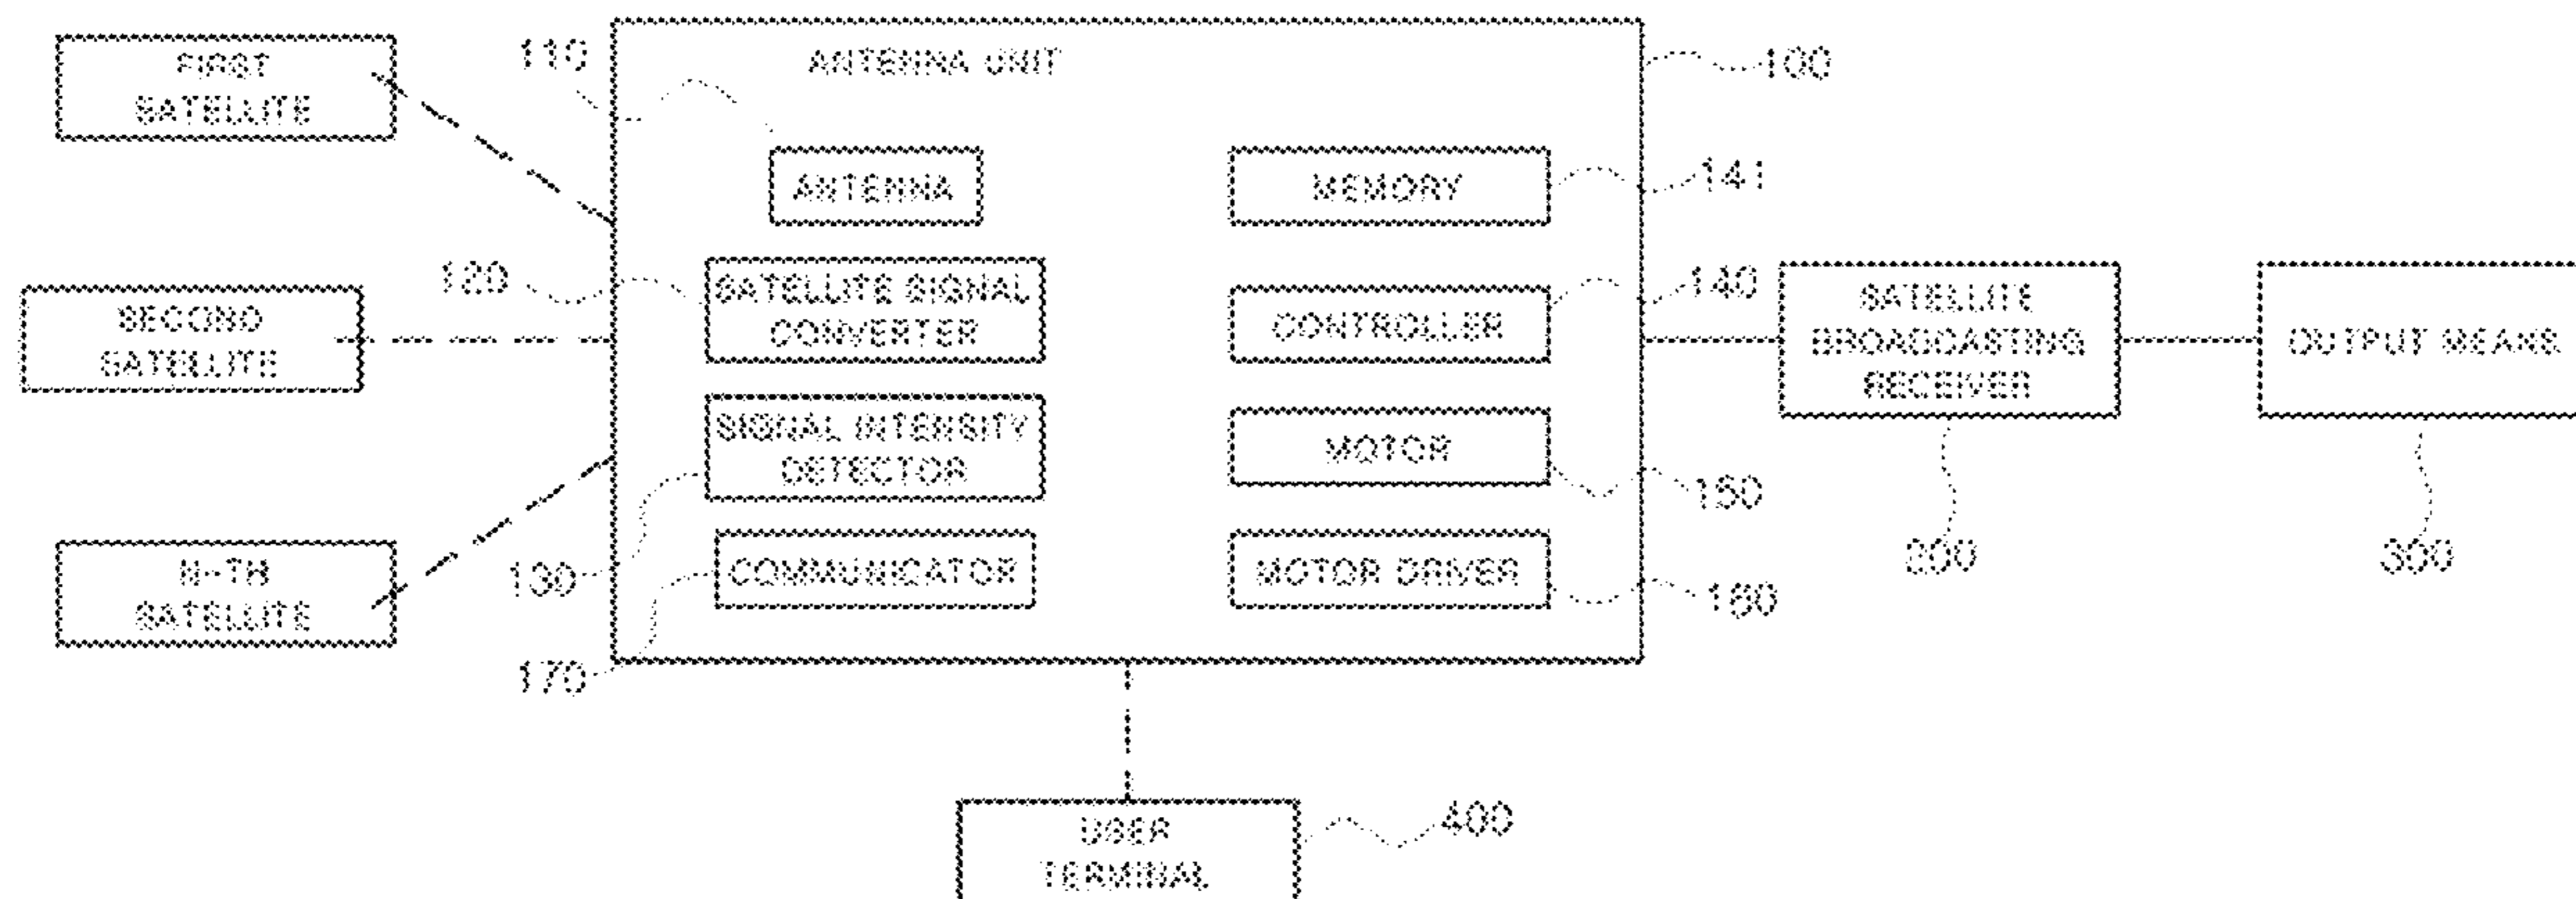 FIRST
SATELLITE
SECOND
SATELLITE
N-TH
SATELLITE
110
120
130
170
ANTENNA UNIT
ANTENNA
SATELLITE SIGNAL
CONVERTER
SIGNAL INTENSITY
DETECTOR
COMMUNICATOR
MEMORY
CONTROLLER
MOTOR
MOTOR DRIVER
100
141
140
150
160
SATELLITE
BROADCASTING
RECEIVER
200
OUTPUT MEANS
300
USER
TERMINAL
400